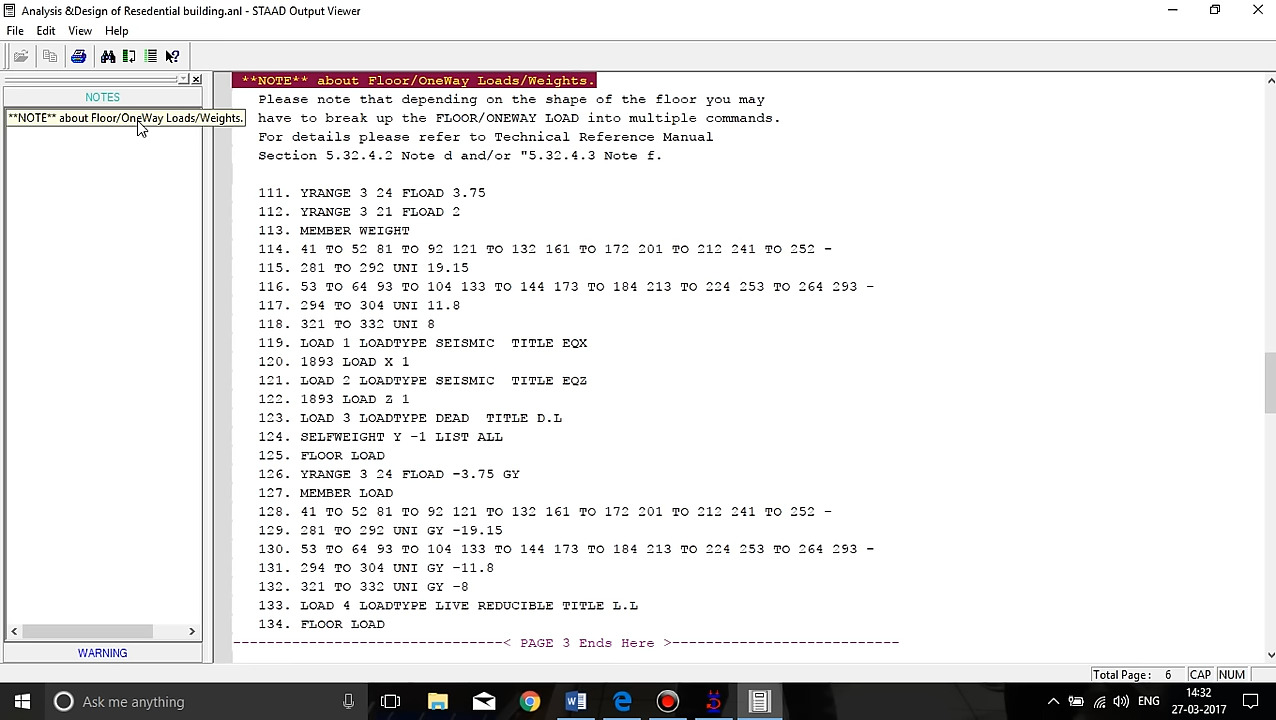 Analysis &Design of Resedential building.anl - STAAD Output Viewer
File Edit View Help
NOTES
**NOTE** about Floor/OneWay Loads/Weights.
WARNING
**NOTE** about Floor/OneWay Loads/Weights.
Please note that depending on the shape of the floor you may
have to break up the FLOOR/ONEWAY LOAD into multiple commands.
For details please refer to Technical Reference Manual
Section 5.32.4.2 Note d and/or "5.32.4.3 Note f.
111. YRANGE 3 24 FLOAD 3.75
112. YRANGE 3 21 FLOAD 2
113. MEMBER WEIGHT
114. 41 TO 52 81 TO 92 121 TO 132 161 TO 172 201 TO 212 241 TO 252 -
115. 281 TO 292 UNI 19.15
116. 53 TO 64 93 TO 104 133 TO 144 173 TO 184 213 TO 224 253 TO 264 293 -
117. 294 TO 304 UNI 11.8
118. 321 TO 332 UNI 8
119. LOAD 1 LOADTYPE SEISMIC  TITLE EQX
120. 1893 LOAD X 1
121. LOAD 2 LOADTYPE SEISMIC  TITLE EQZ
122. 1893 LOAD Z 1
123. LOAD 3 LOADTYPE DEAD  TITLE D.L
124. SELFWEIGHT Y -1 LIST ALL
125. FLOOR LOAD
126. YRANGE 3 24 FLOAD -3.75 GY
127. MEMBER LOAD
128. 41 TO 52 81 TO 92 121 TO 132 161 TO 172 201 TO 212 241 TO 252 -
129. 281 TO 292 UNI GY -19.15
130. 53 TO 64 93 TO 104 133 TO 144 173 TO 184 213 TO 224 253 TO 264 293 -
131. 294 TO 304 UNI GY -11.8
132. 321 TO 332 UNI GY -8
133. LOAD 4 LOADTYPE LIVE REDUCIBLE TITLE L.L
134. FLOOR LOAD
--------------------------------< PAGE 3 Ends Here >---------------------------
Total Page : 6 CAP NUM
Ask me anything
ENG
14:32
27-03-2017